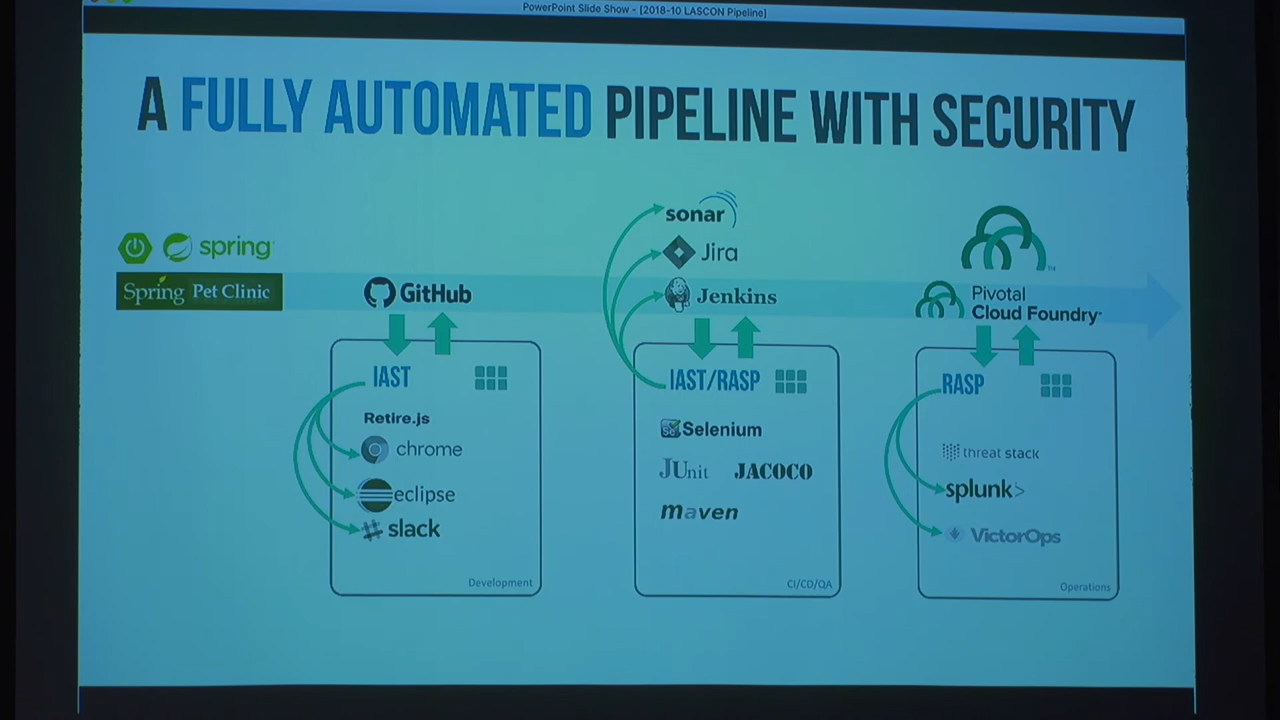 PowerPoint Slide Show - [2018-10 LASCON Pipeline]
A FULLY AUTOMATED PIPELINE WITH SECURITY
spring
Spring Pet Clinic
GitHub
IAST
Retire.js
chrome
eclipse
slack
Development
sonar
Jira
Jenkins
IAST/RASP
Se Selenium
JUnit JACOCO
maven
CI/CD/QA
TM
Pivotal
Cloud Foundry
RASP
threat stack
splunk>
VictorOps
Operations